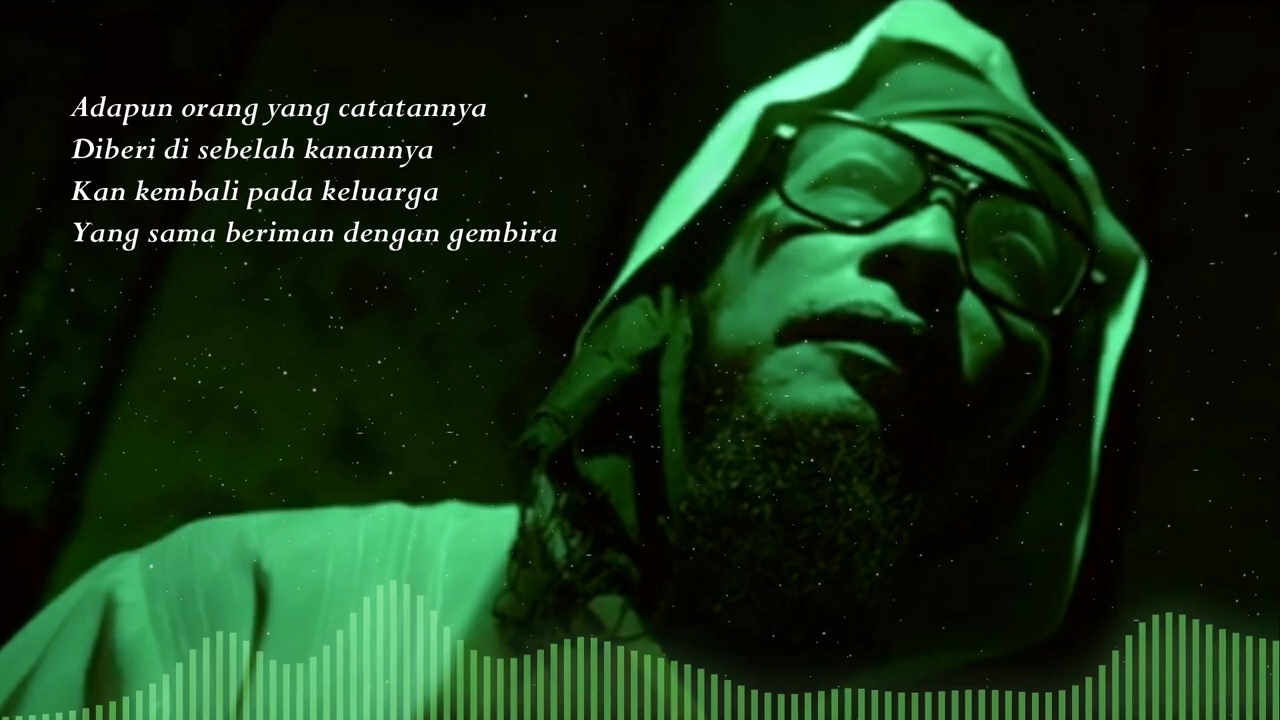 Adapun orang yang catatannya
Diberi di sebelah kanannya
Kan kembali pada keluarga
Yang sama beriman dengan gembira